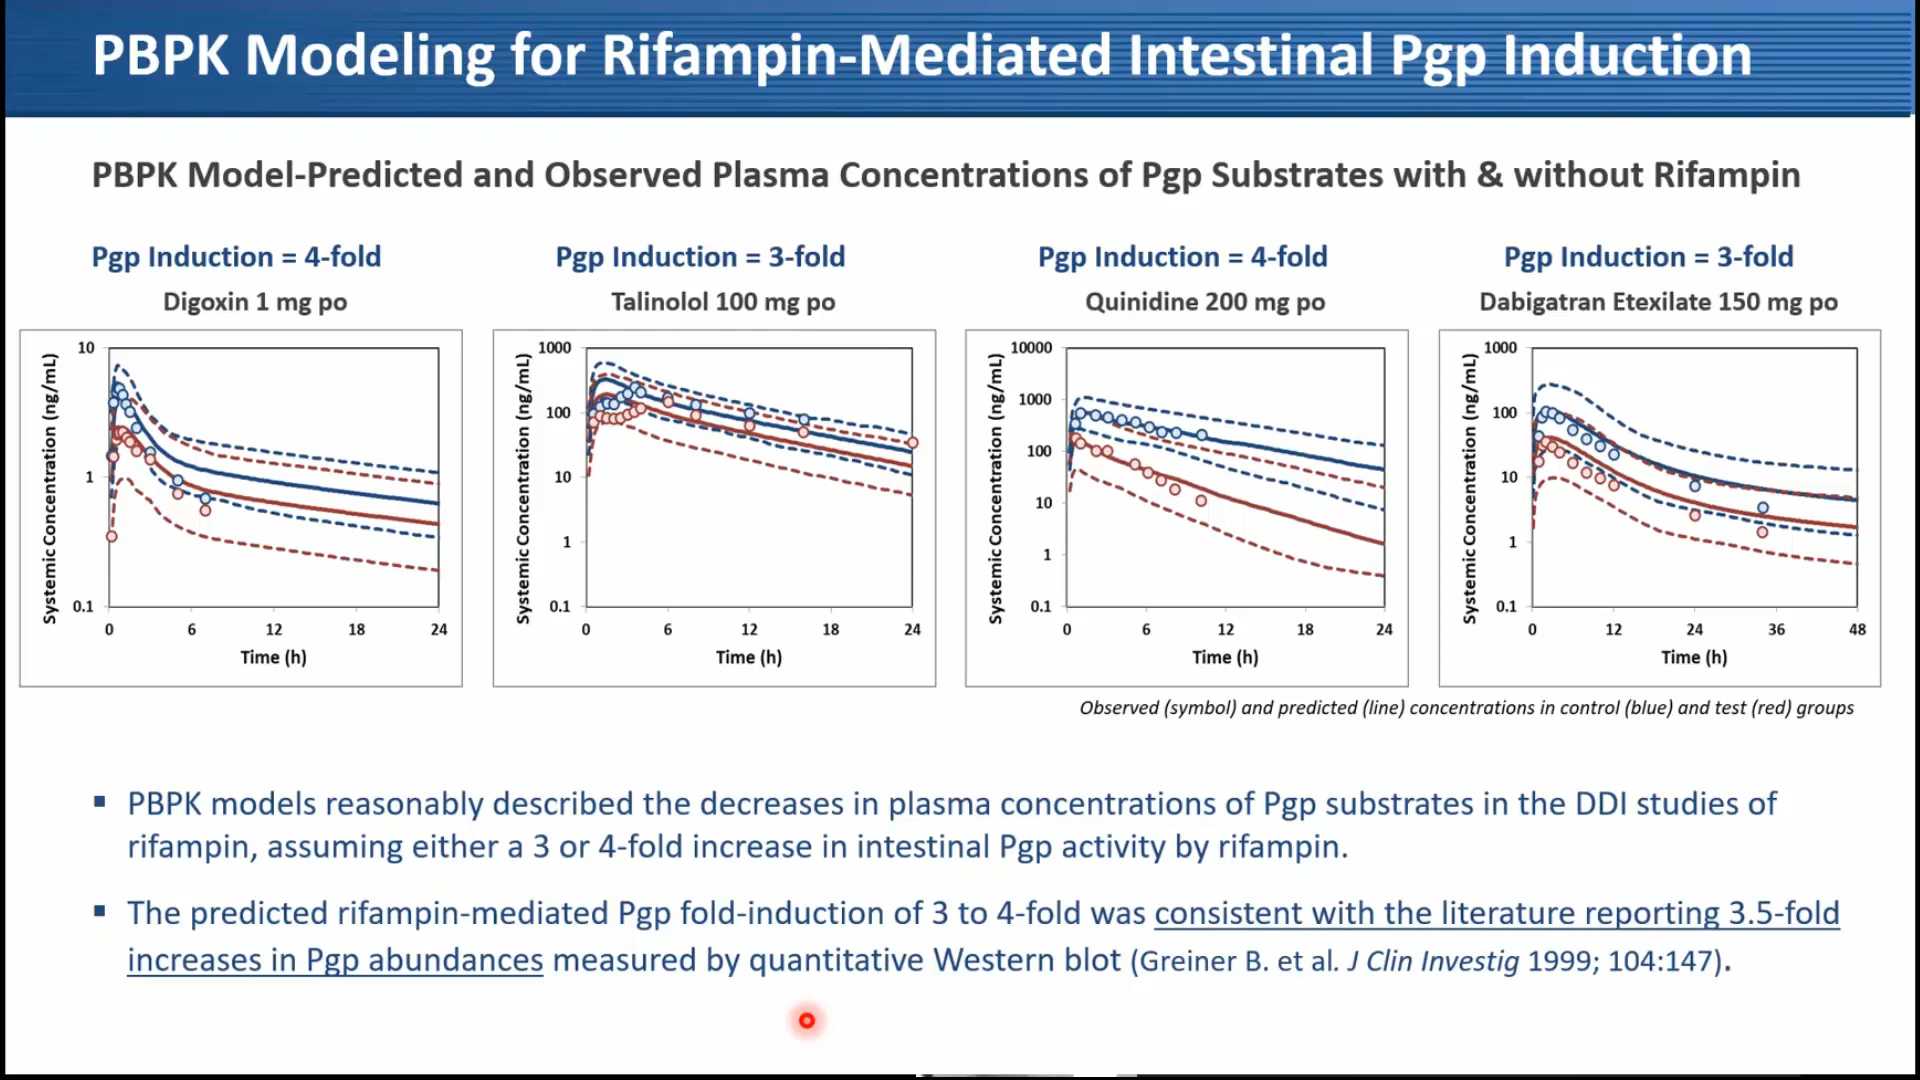 PBPK Modeling for Rifampin-Mediated Intestinal Pgp Induction
PBPK Model-Predicted and Observed Plasma Concentrations of Pgp Substrates with & without Rifampin
Pgp Induction = 4-fold
Digoxin 1 mg po
Systemic Concentration (ng/mL)
10
1
0.1
0 6 12 18 24
Time (h)
Pgp Induction = 3-fold
Talinolol 100 mg po
Systemic Concentration (ng/mL)
1000
100
10
1
0.1
0 6 12 18 24
Time (h)
Pgp Induction = 4-fold
Quinidine 200 mg po
Systemic Concentration (ng/mL)
10000
1000
100
10
1
0.1
0 6 12 18 24
Time (h)
Pgp Induction = 3-fold
Dabigatran Etexilate 150 mg po
Systemic Concentration (ng/mL)
1000
100
10
1
0.1
0 12 24 36 48
Time (h)
Observed (symbol) and predicted (line) concentrations in control (blue) and test (red) groups
▪ PBPK models reasonably described the decreases in plasma concentrations of Pgp substrates in the DDI studies of
rifampin, assuming either a 3 or 4-fold increase in intestinal Pgp activity by rifampin.
▪ The predicted rifampin-mediated Pgp fold-induction of 3 to 4-fold was consistent with the literature reporting 3.5-fold
increases in Pgp abundances measured by quantitative Western blot (Greiner B. et al. J Clin Investig 1999; 104:147).